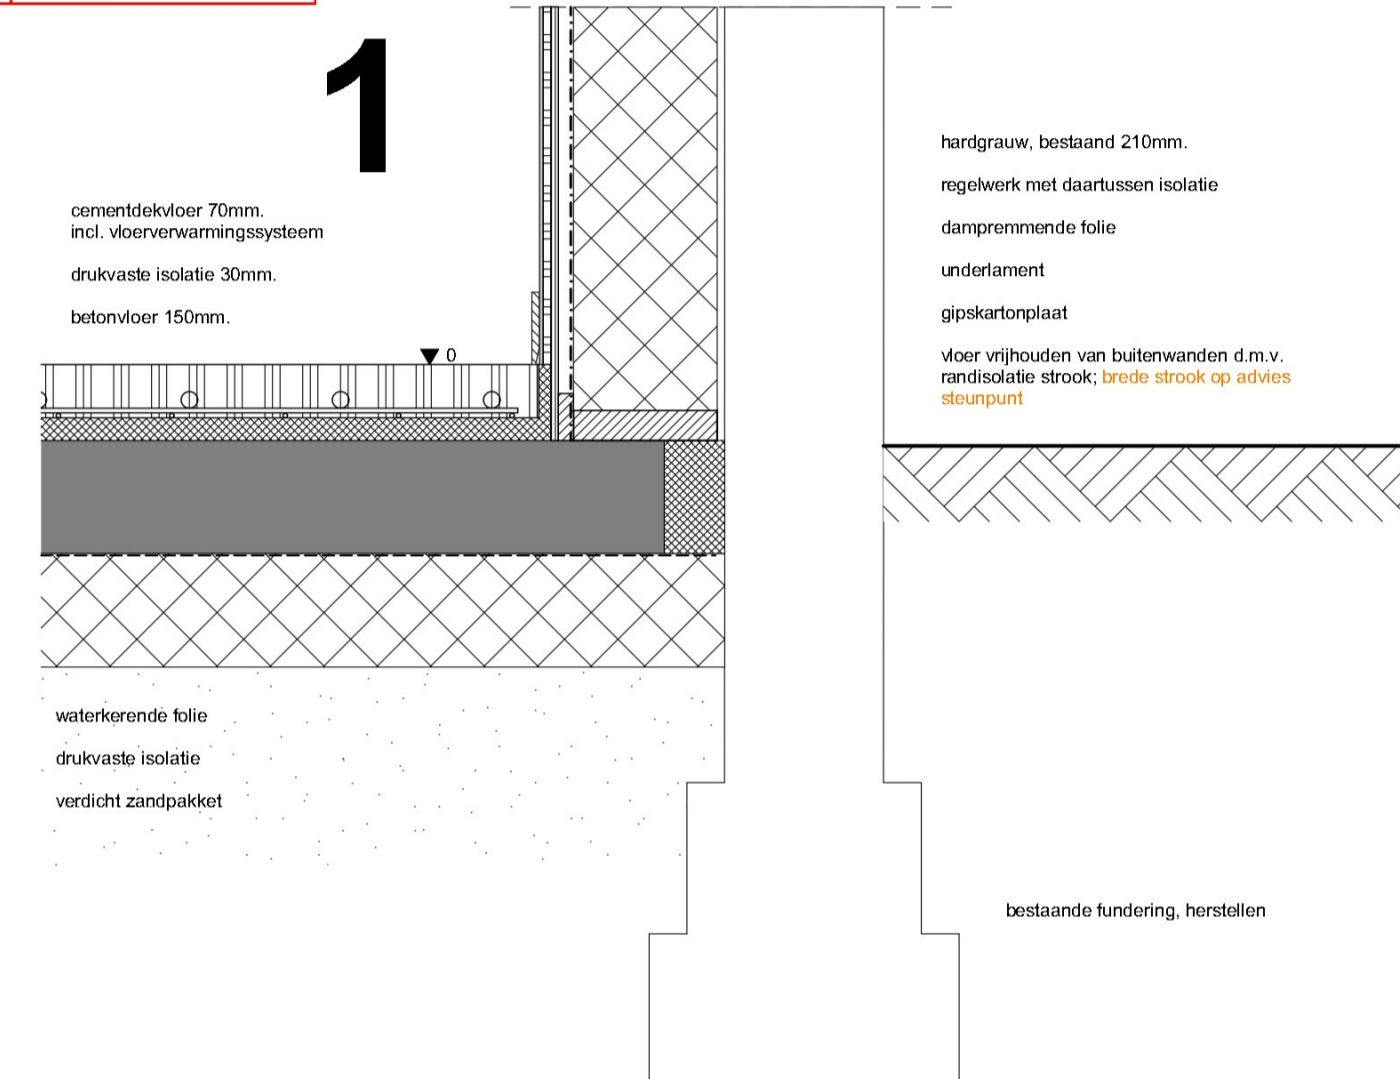 1
cementdekvloer 70mm.
incl. vloerverwarmingssysteem
drukvaste isolatie 30mm.
betonvloer 150mm.
0
hardgrauw, bestaand 210mm.
regelwerk met daartussen isolatie
dampremmende folie
underlament
gipskartonplaat
vloer vrijhouden van buitenwanden d.m.v.
randisolatie strook; brede strook op advies
steunpunt
waterkerende folie
drukvaste isolatie
verdicht zandpakket
bestaande fundering, herstellen